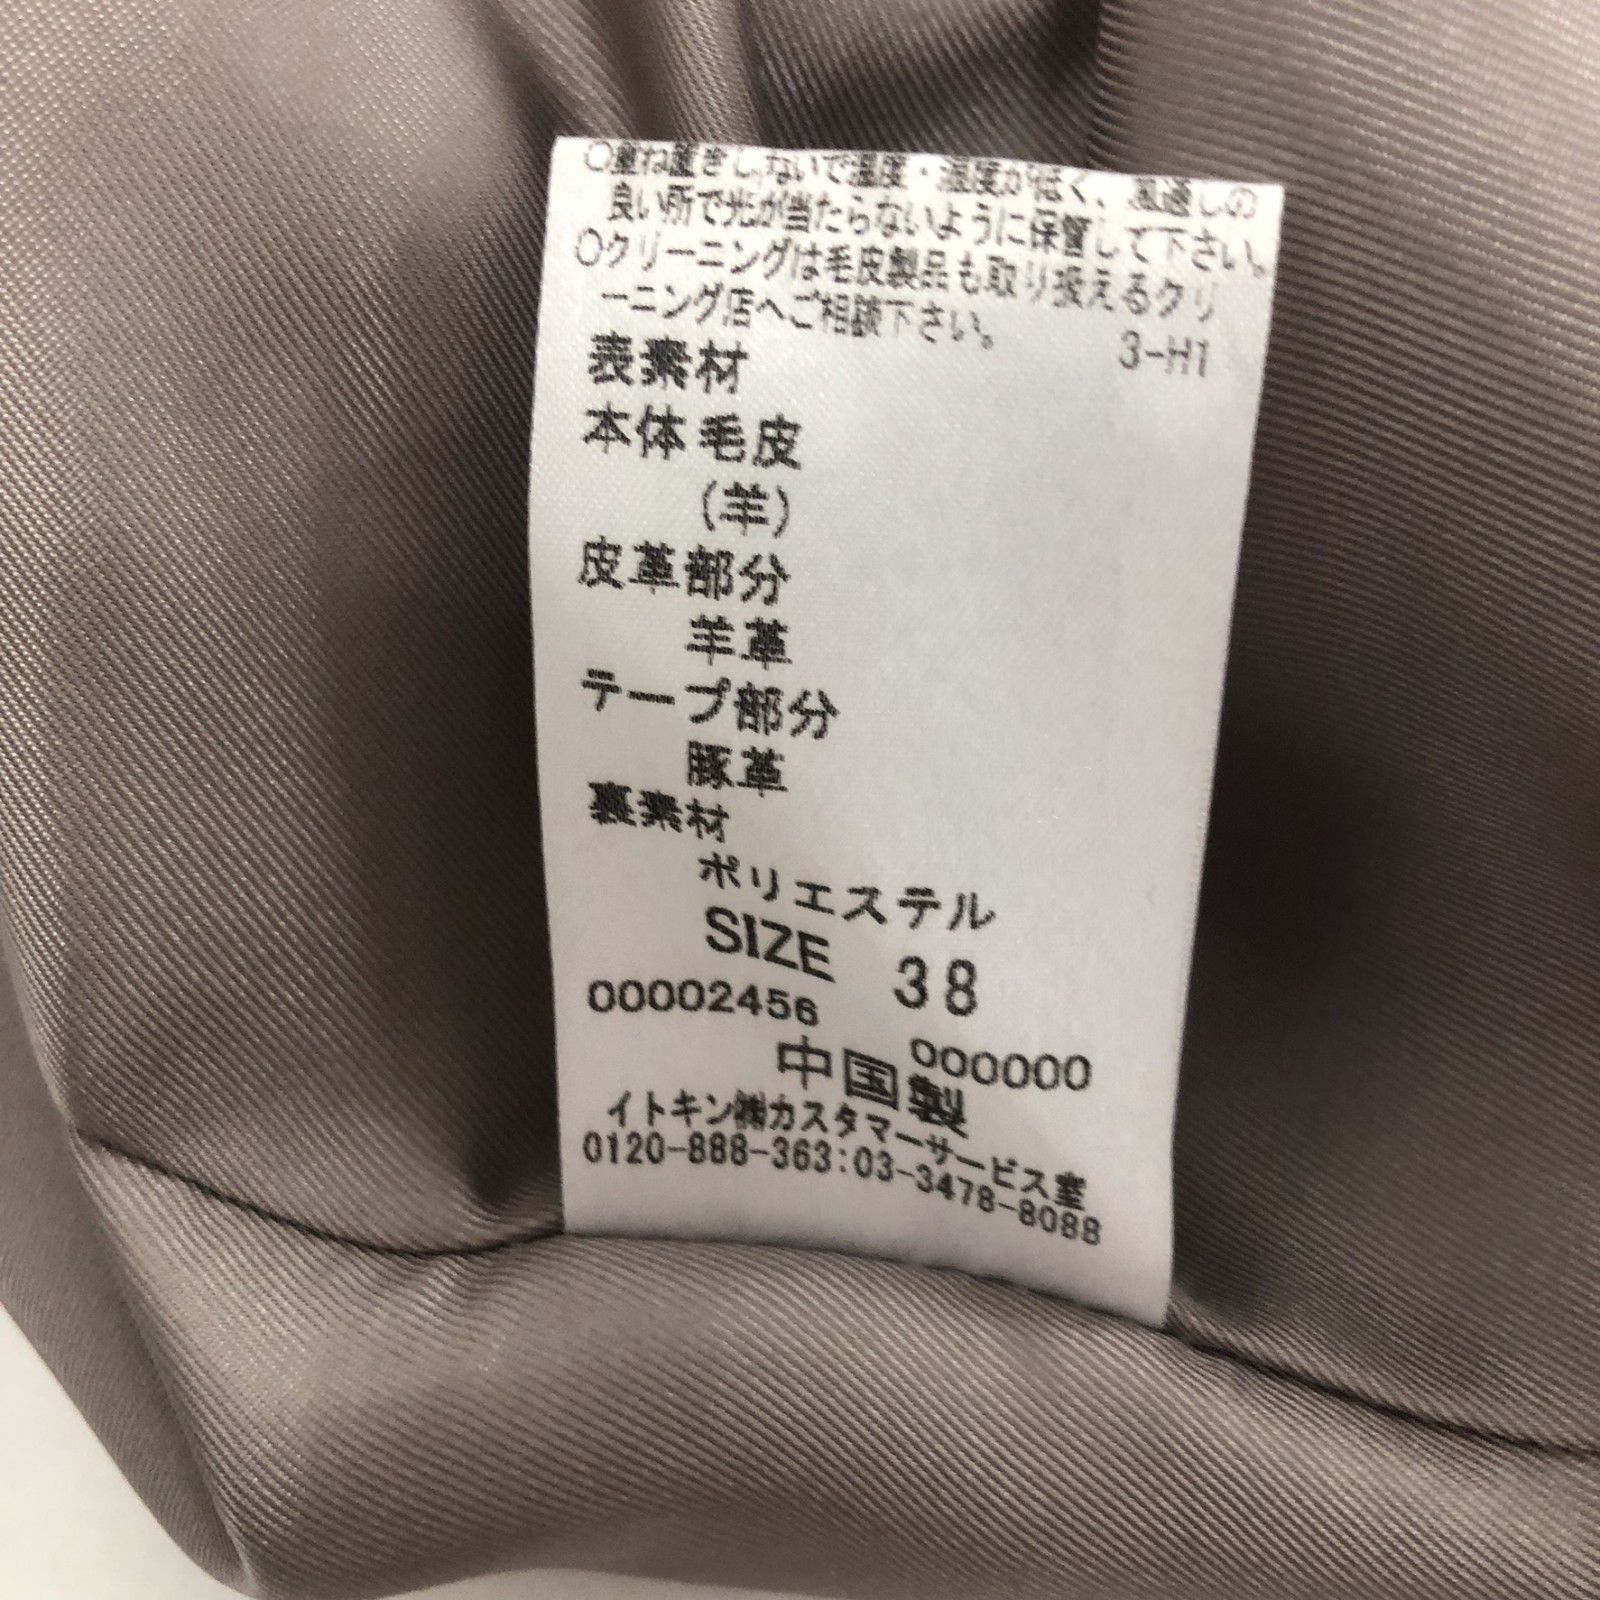 ○重ね置きしないで温度・湿度が低く、風通しの
良い所で光が当たらないように保管して下さい。
○クリーニングは毛皮製品も取り扱えるクリ
ーニング店へご相談下さい。
3-H1
表素材
本体毛皮
(羊)
皮革部分
羊革
テープ部分
豚革
裏素材
ポリエステル
SIZE 38
00002456
000000
中国製
イトキン㈱カスタマーサービス室
0120-888-363:03-3478-8088